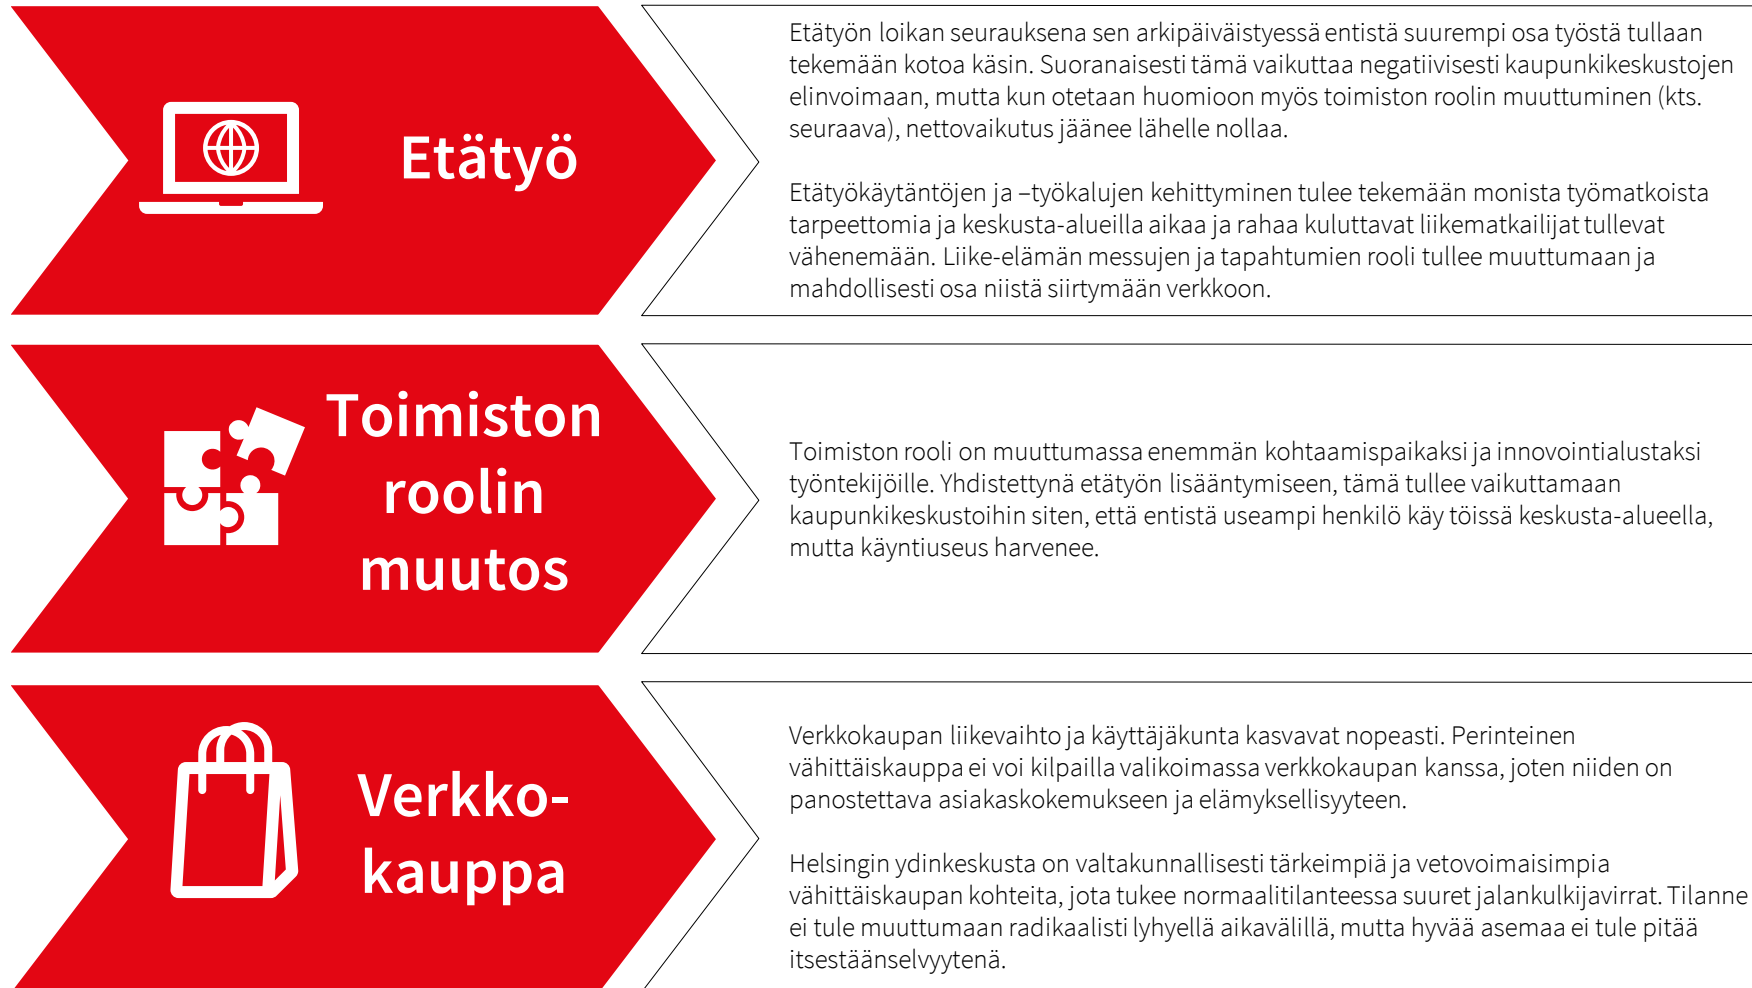 Etätyö
Etätyön loikan seurauksena sen arkipäiväistyessä entistä suurempi osa työstä tullaan
tekemään kotoa käsin. Suoranaisesti tämä vaikuttaa negatiivisesti kaupunkikeskustojen
elinvoimaan, mutta kun otetaan huomioon myös toimiston roolin muuttuminen (kts.
seuraava), nettovaikutus jäänee lähelle nollaa.
Etätyökäytäntöjen ja –työkalujen kehittyminen tulee tekemään monista työmatkoista
tarpeettomia ja keskusta-alueilla aikaa ja rahaa kuluttavat liikematkailijat tullevat
vähenemään. Liike-elämän messujen ja tapahtumien rooli tullee muuttumaan ja
mahdollisesti osa niistä siirtymään verkkoon.
Toimiston
roolin
muutos
Toimiston rooli on muuttumassa enemmän kohtaamispaikaksi ja innovointialustaksi
työntekijöille. Yhdistettynä etätyön lisääntymiseen, tämä tullee vaikuttamaan
kaupunkikeskustoihin siten, että entistä useampi henkilö käy töissä keskusta-alueella,
mutta käyntiuseus harvenee.
Verkko-
kauppa
Verkkokaupan liikevaihto ja käyttäjäkunta kasvavat nopeasti. Perinteinen
vähittäiskauppa ei voi kilpailla valikoimassa verkkokaupan kanssa, joten niiden on
panostettava asiakaskokemukseen ja elämyksellisyyteen.
Helsingin ydinkeskusta on valtakunnallisesti tärkeimpiä ja vetovoimaisimpia
vähittäiskaupan kohteita, jota tukee normaalitilanteessa suuret jalankulkijavirrat. Tilanne
ei tule muuttumaan radikaalisti lyhyellä aikavälillä, mutta hyvää asemaa ei tule pitää
itsestäänselvyytenä.